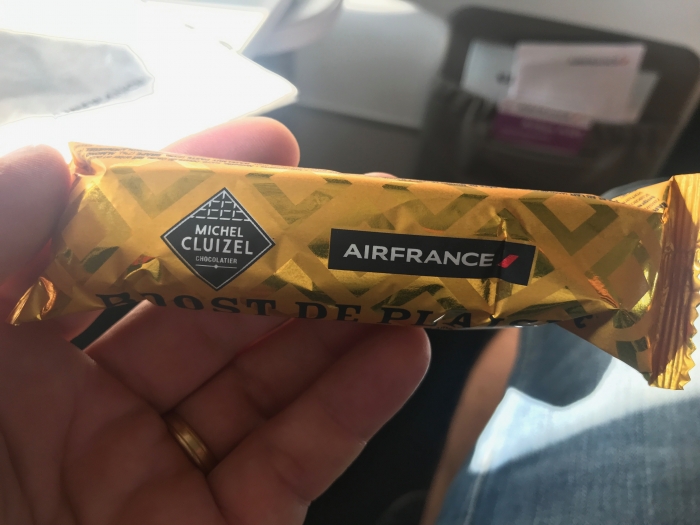 MICHEL
CLUIZEL
CHOCOLATIER
AIRFRANCE
BOOST DE